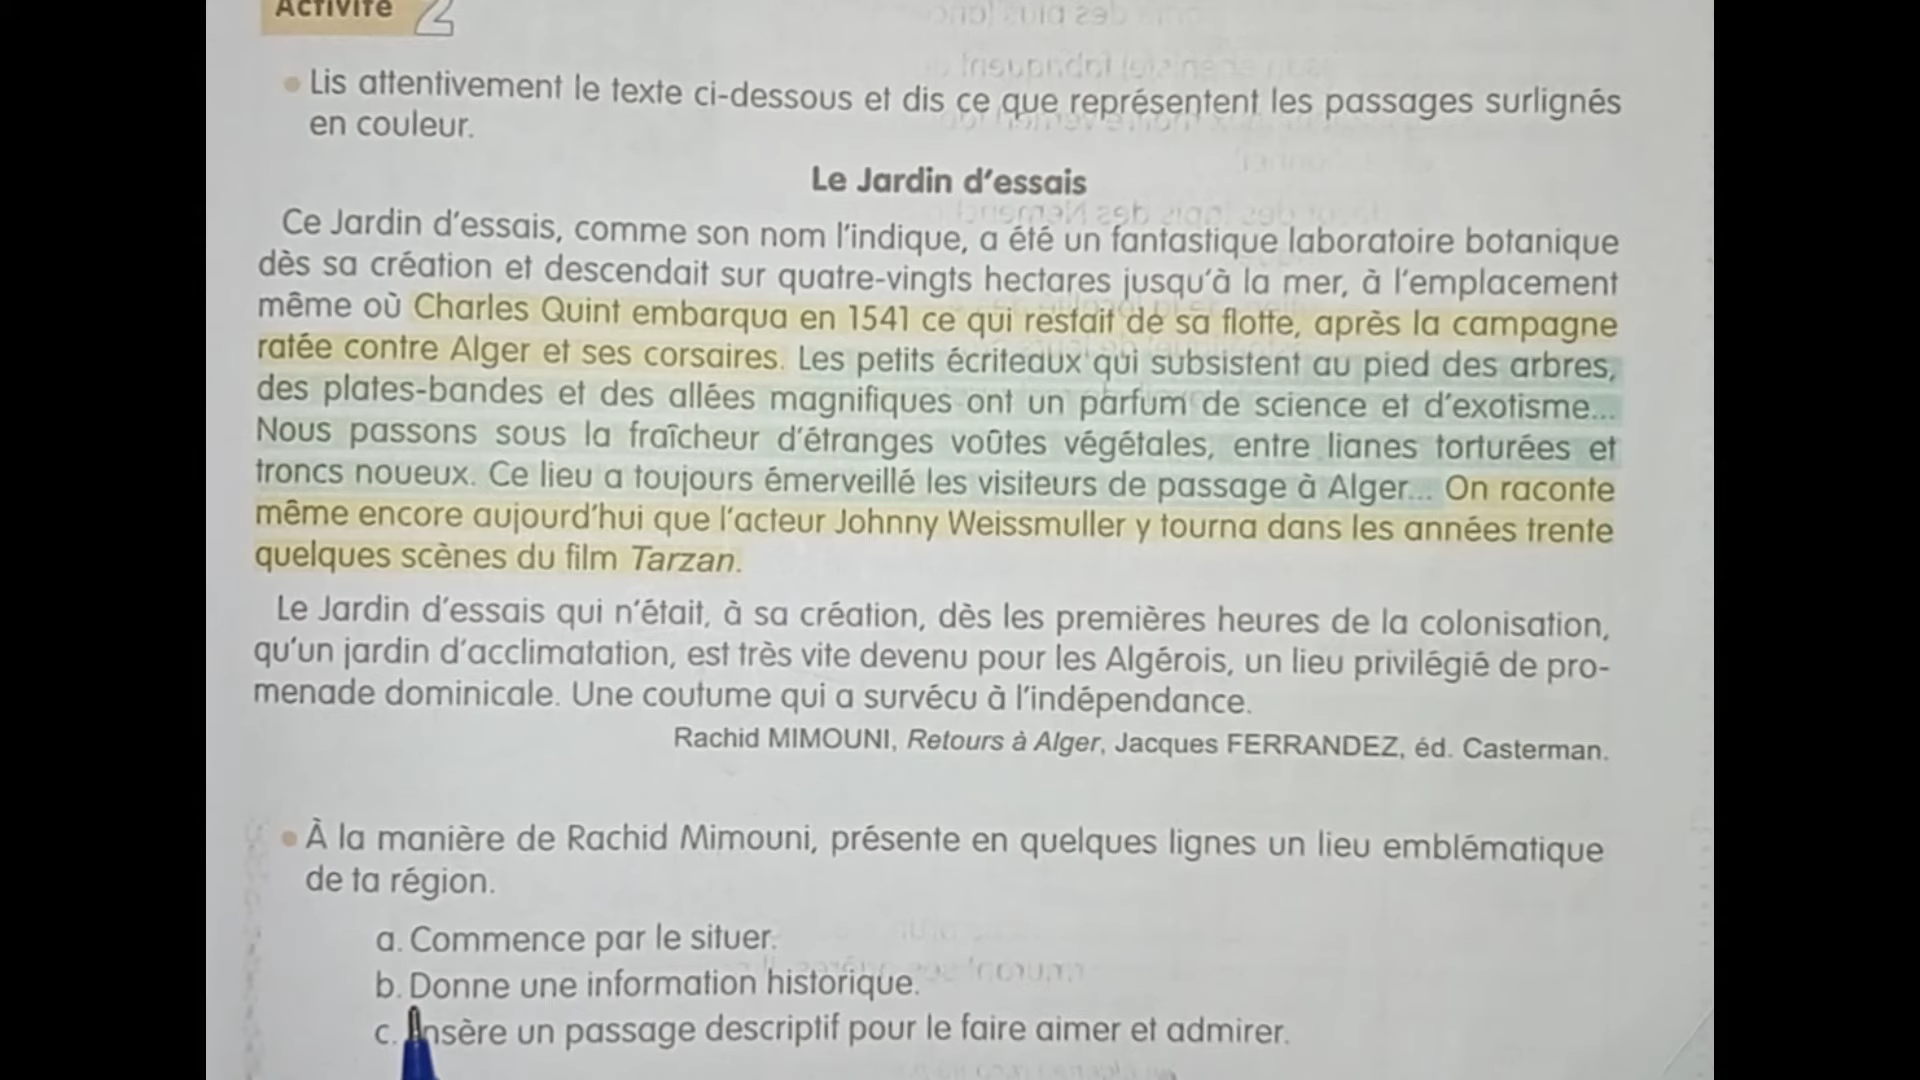 Activité 2
Lis attentivement le texte ci-dessous et dis ce que représentent les passages surlignés
en couleur.
Le Jardin d'essais
Ce Jardin d'essais, comme son nom l'indique, a été un fantastique laboratoire botanique
dès sa création et descendait sur quatre-vingts hectares jusqu'à la mer, à l'emplacement
même où Charles Quint embarqua en 1541 ce qui restait de sa flotte, après la campagne
ratée contre Alger et ses corsaires. Les petits écriteaux qui subsistent au pied des arbres,
des plates-bandes et des allées magnifiques ont un parfum de science et d'exotisme...
Nous passons sous la fraîcheur d'étranges voûtes végétales, entre lianes torturées et
troncs noueux. Ce lieu a toujours émerveillé les visiteurs de passage à Alger... On raconte
même encore aujourd'hui que l'acteur Johnny Weissmuller y tourna dans les années trente
quelques scènes du film Tarzan.
Le Jardin d'essais qui n'était, à sa création, dès les premières heures de la colonisation,
qu'un jardin d'acclimatation, est très vite devenu pour les Algérois, un lieu privilégié de pro-
menade dominicale. Une coutume qui a survécu à l'indépendance.
Rachid MIMOUNI, Retours à Alger, Jacques FERRANDEZ, éd. Casterman.
À la manière de Rachid Mimouni, présente en quelques lignes un lieu emblématique
de ta région.
a. Commence par le situer.
b. Donne une information historique.
c. Insère un passage descriptif pour le faire aimer et admirer.